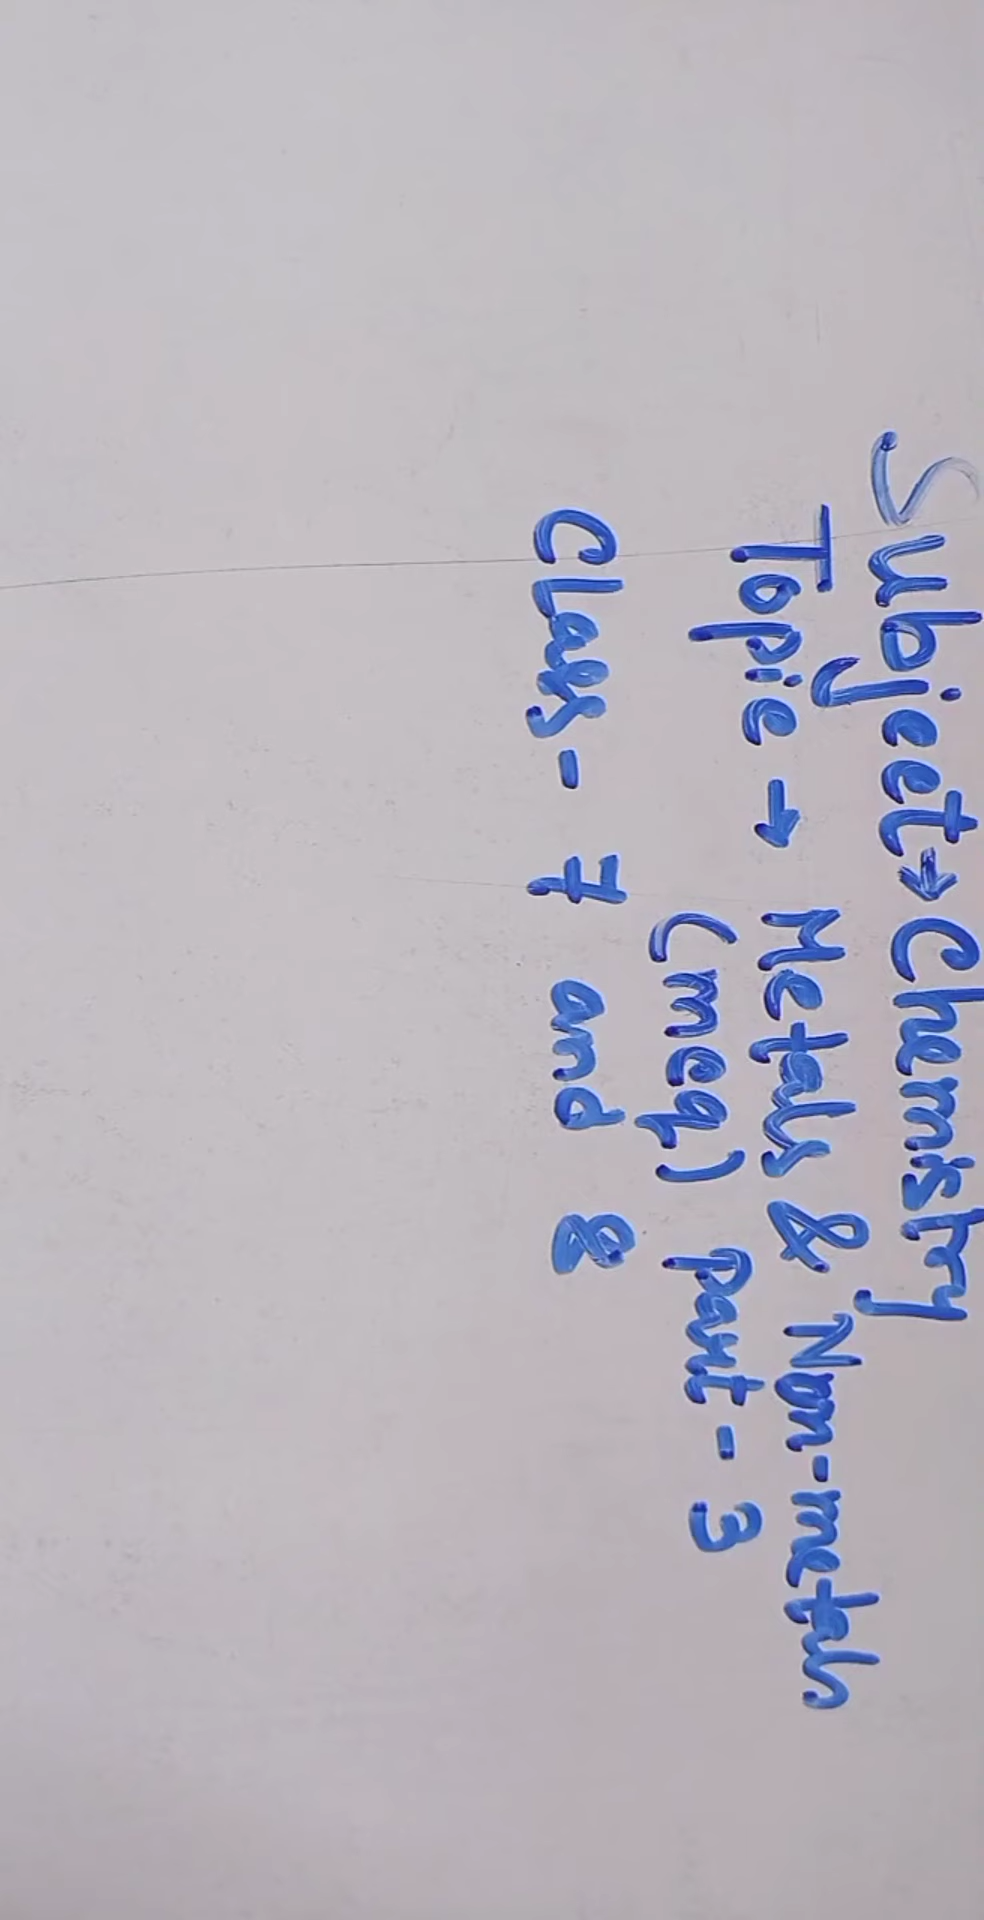 Subject → Chemistry
Topic → Metals & Non-metals
(mcq) part - 3
Class - 7 and 8